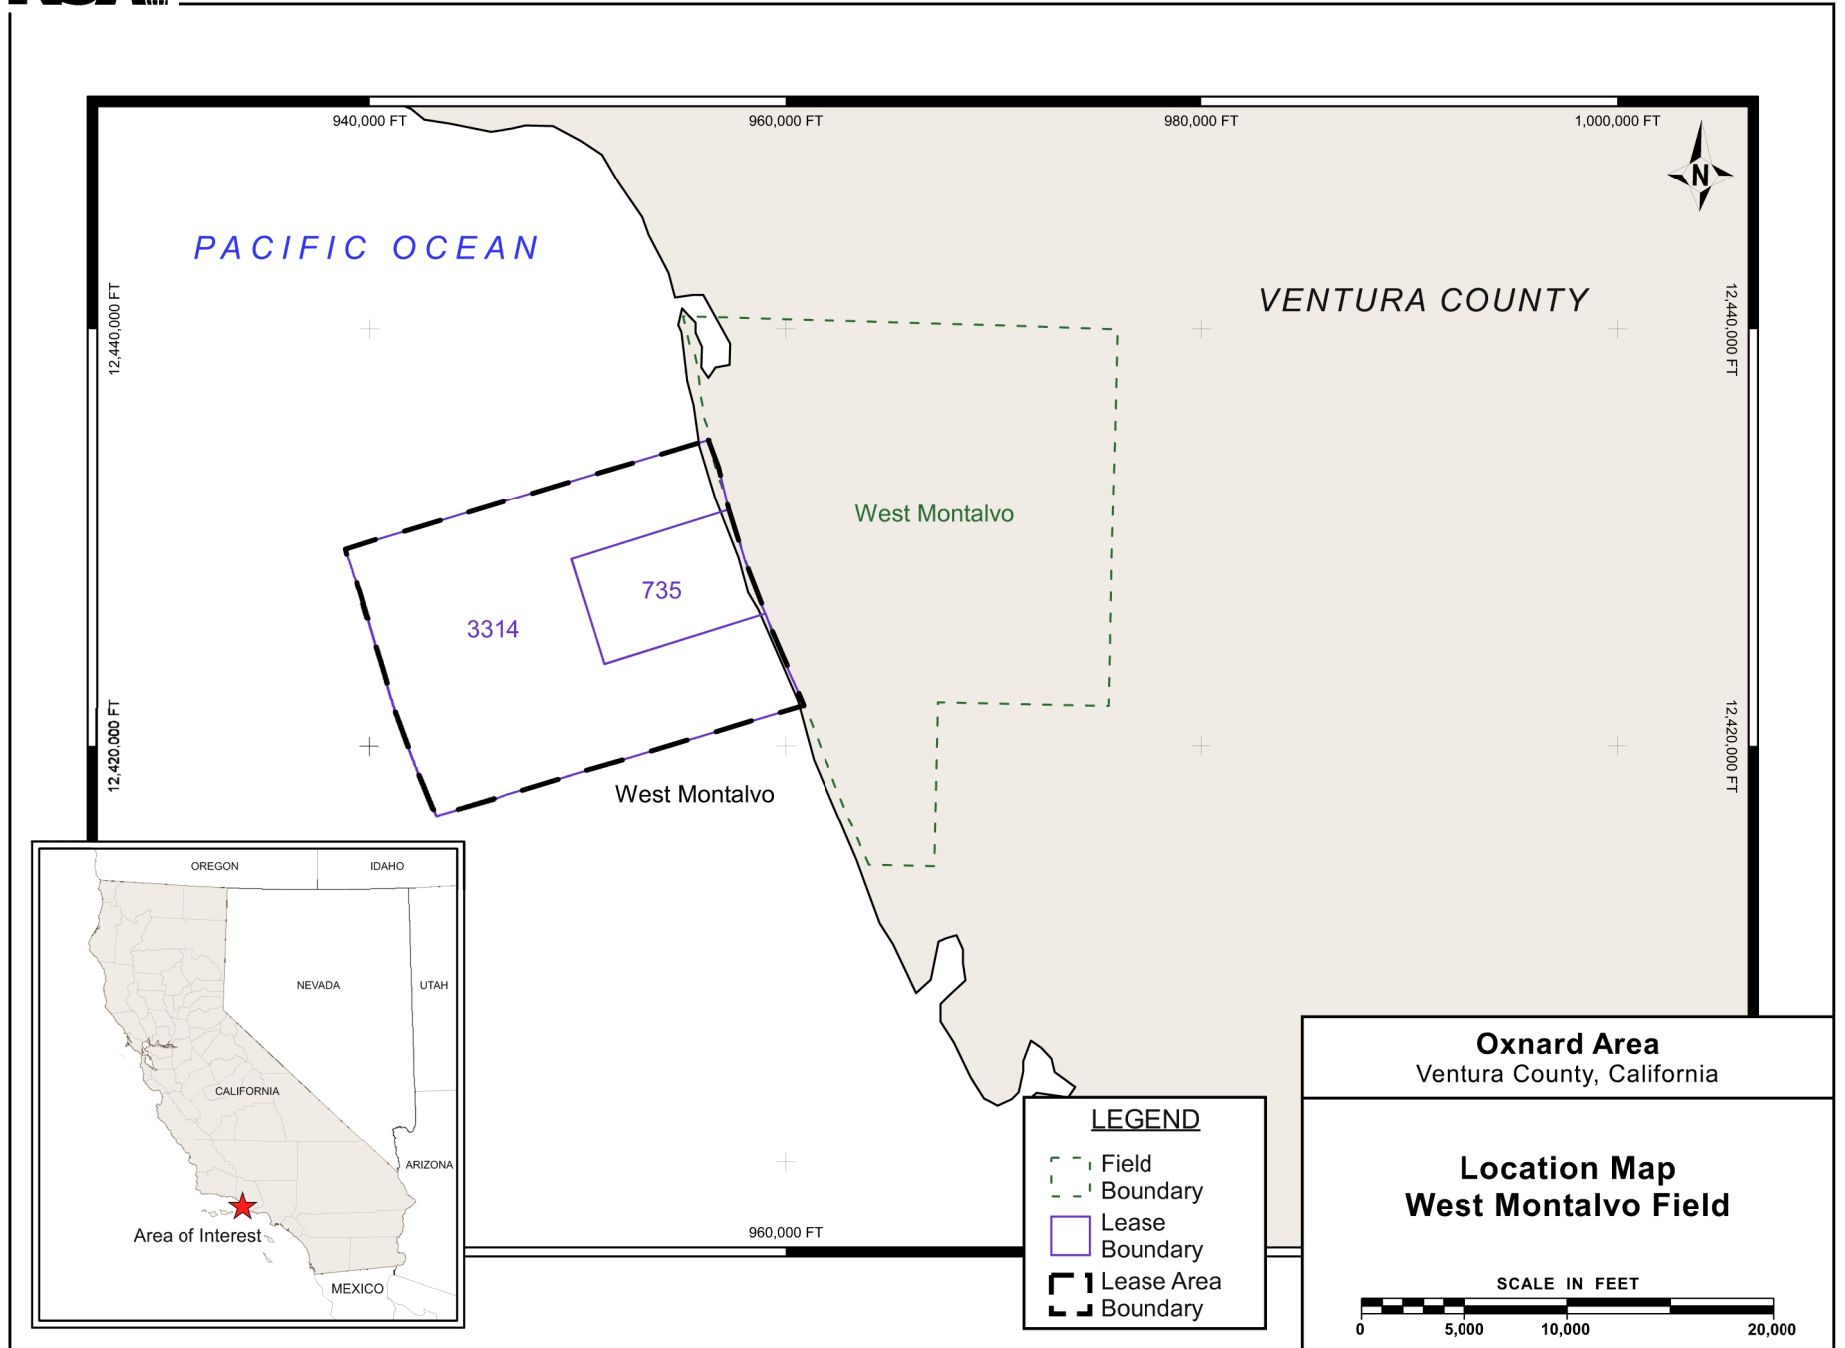 940,000 FT
960,000 FT
980,000 FT
1,000,000 FT
N
PACIFIC OCEAN
VENTURA COUNTY
12,440,000 FT
12,440,000 FT
West Montalvo
735
3314
12,420,000 FT
12,420,000 FT
West Montalvo
OREGON
IDAHO
NEVADA
UTAH
CALIFORNIA
ARIZONA
Area of Interest
MEXICO
960,000 FT
LEGEND
Field
Boundary
Lease
Boundary
Lease Area
Boundary
Oxnard Area
Ventura County, California
Location Map
West Montalvo Field
SCALE IN FEET
0
5,000
10,000
20,000